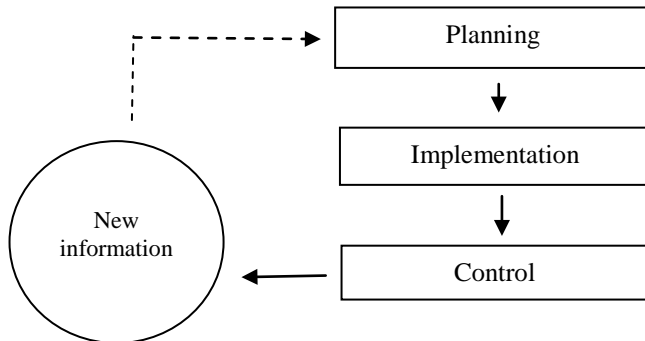 Planning
Implementation
New
information
Control